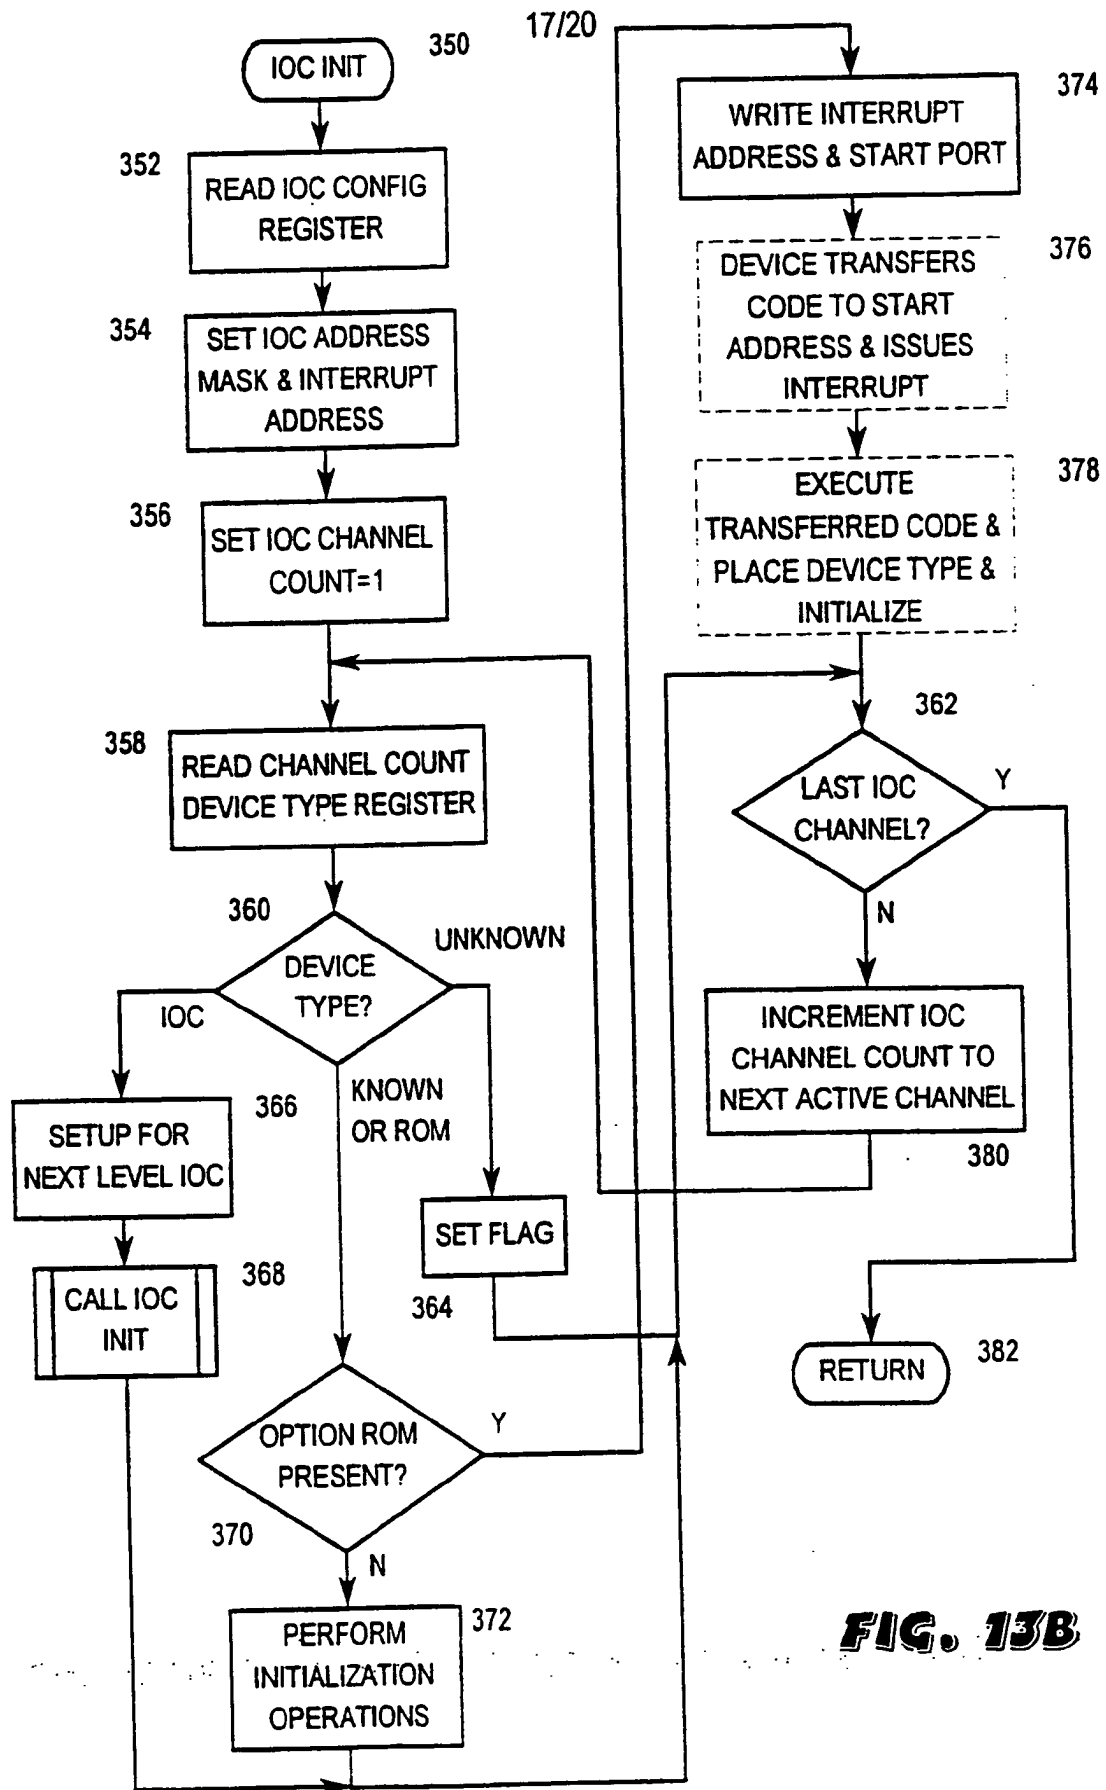 17/20
IOC INIT
350
352
READ IOC CONFIG
REGISTER
354
SET IOC ADDRESS
MASK & INTERRUPT
ADDRESS
356
SET IOC CHANNEL
COUNT=1
358
READ CHANNEL COUNT
DEVICE TYPE REGISTER
360
DEVICE
TYPE?
UNKNOWN
IOC
KNOWN
OR ROM
366
SETUP FOR
NEXT LEVEL IOC
368
CALL IOC
INIT
SET FLAG
364
OPTION ROM
PRESENT?
Y
370
N
372
PERFORM
INITIALIZATION
OPERATIONS
374
WRITE INTERRUPT
ADDRESS & START PORT
376
DEVICE TRANSFERS
CODE TO START
ADDRESS & ISSUES
INTERRUPT
378
EXECUTE
TRANSFERRED CODE &
PLACE DEVICE TYPE &
INITIALIZE
362
LAST IOC
CHANNEL?
Y
N
INCREMENT IOC
CHANNEL COUNT TO
NEXT ACTIVE CHANNEL
380
RETURN
382
FIG. 13B